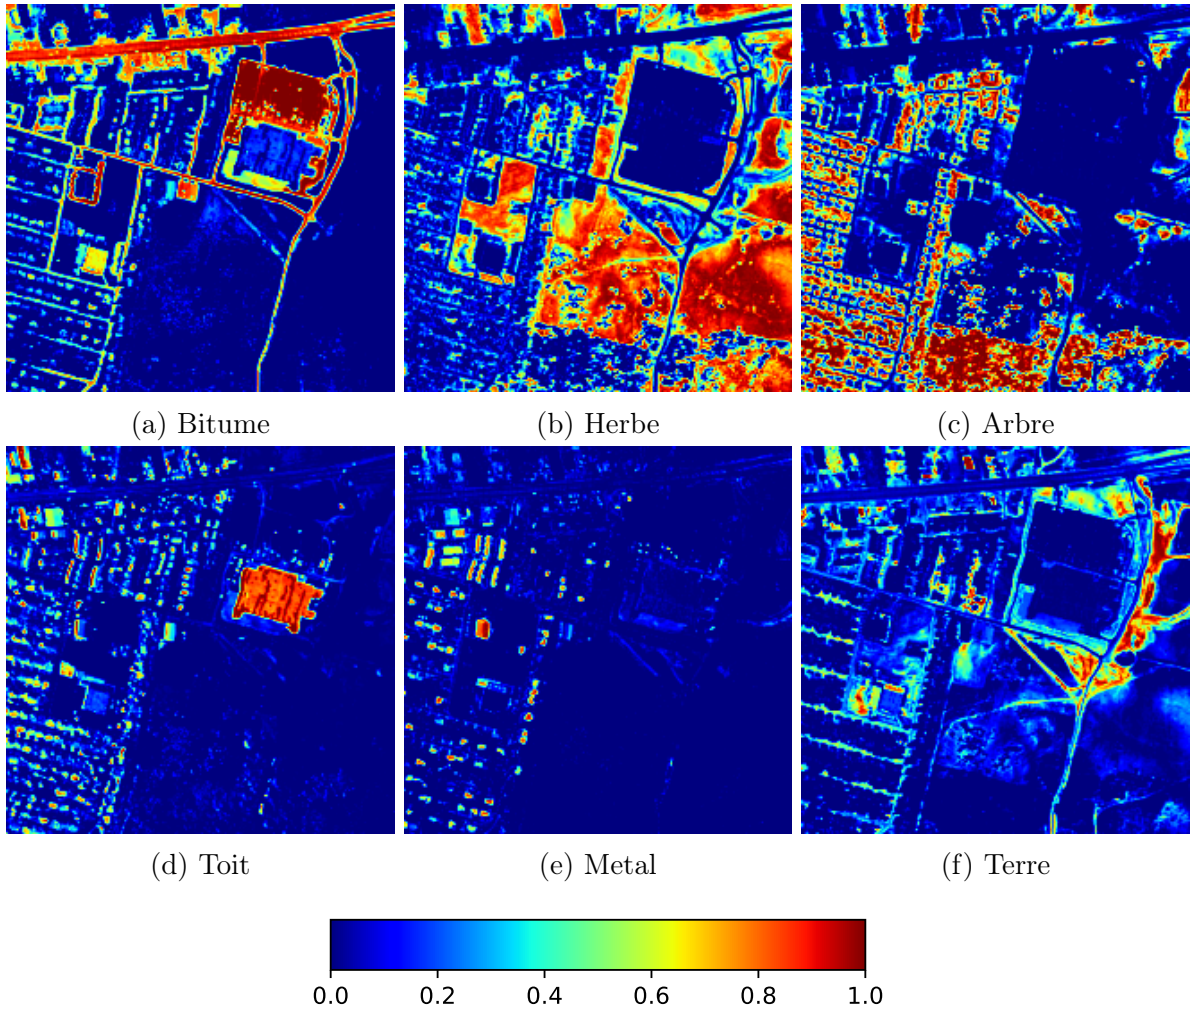 (a) Bitume
(b) Herbe
(c) Arbre
(d) Toit
(e) Metal
(f) Terre
0.0 0.2 0.4 0.6 0.8 1.0